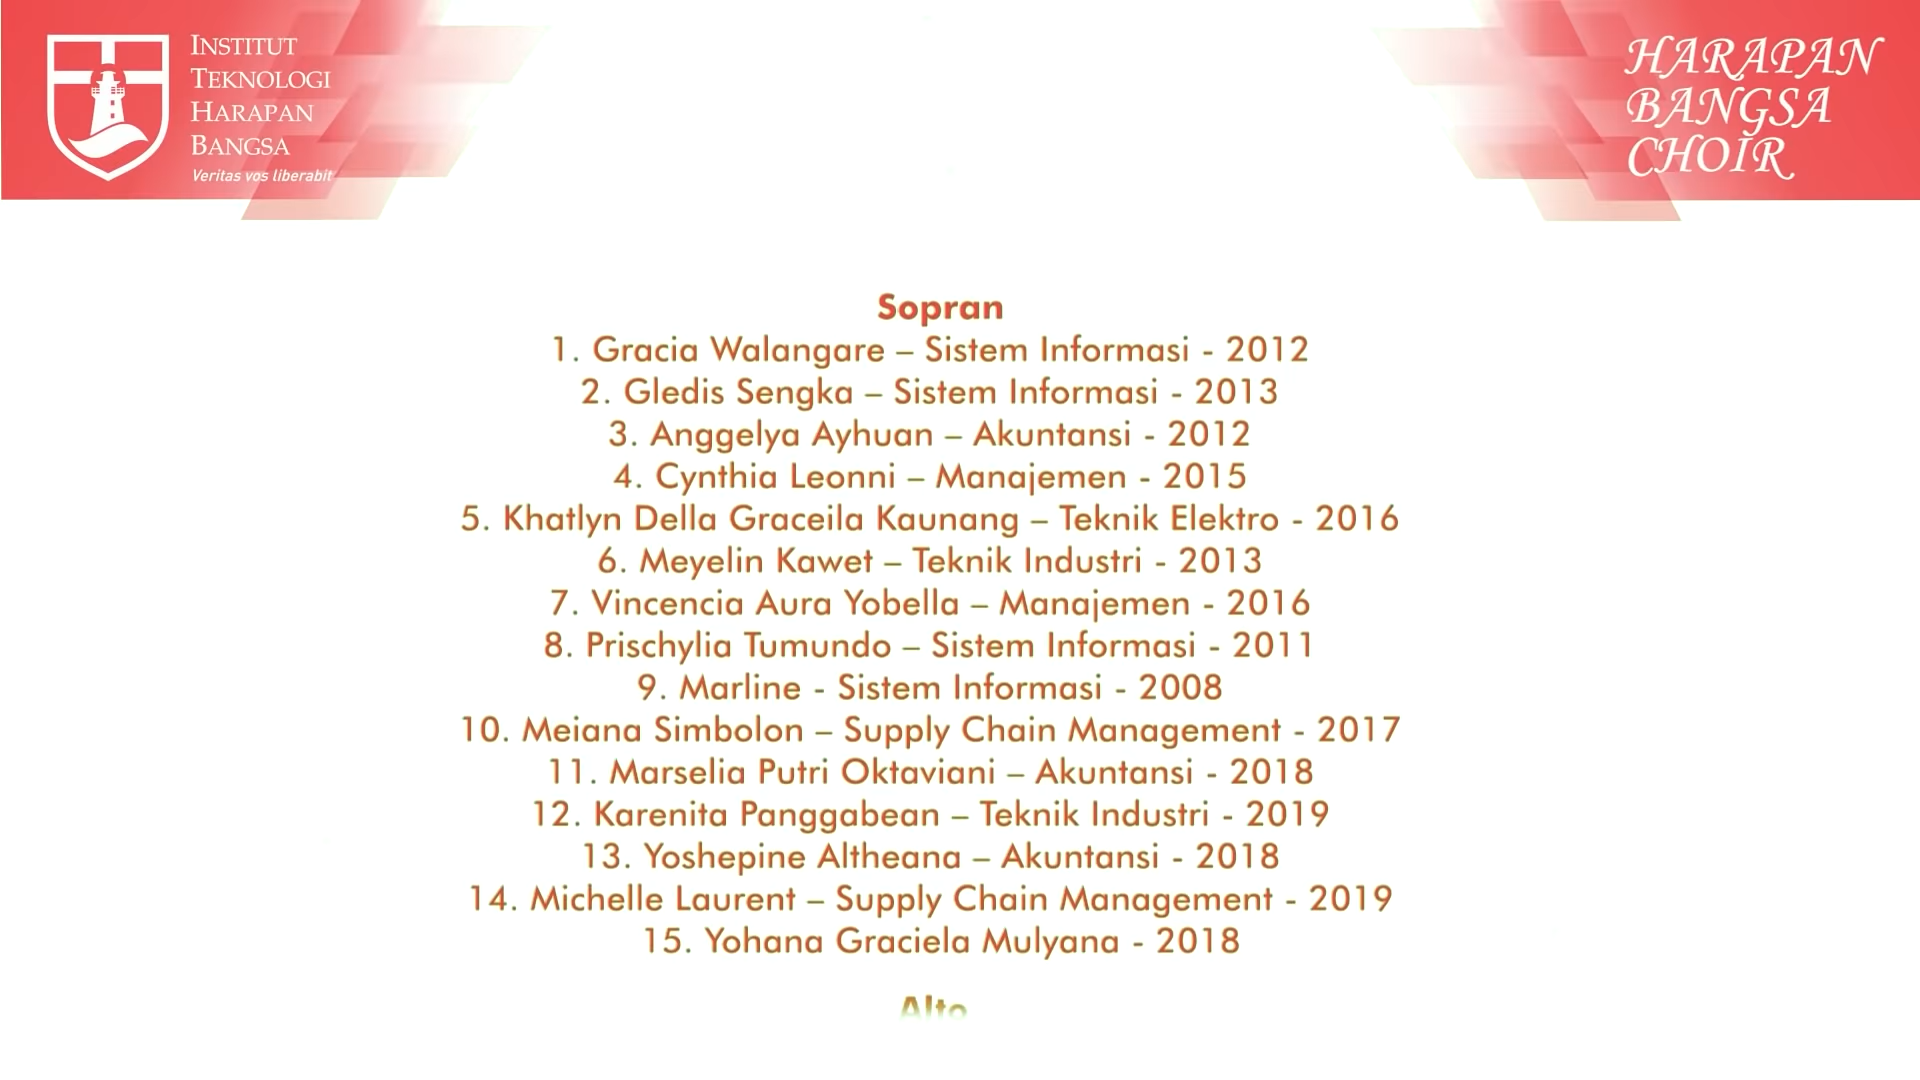 INSTITUT
TEKNOLOGI
HARAPAN
BANGSA
Veritas vos liberabit
HARAPAN
BANGSA
CHOIR
Sopran
1. Gracia Walangare – Sistem Informasi - 2012
2. Gledis Sengka – Sistem Informasi - 2013
3. Anggelya Ayhuan – Akuntansi - 2012
4. Cynthia Leonni – Manajemen - 2015
5. Khatlyn Della Graceila Kaunang – Teknik Elektro - 2016
6. Meyelin Kawet – Teknik Industri - 2013
7. Vincencia Aura Yobella – Manajemen - 2016
8. Prischylia Tumundo – Sistem Informasi - 2011
9. Marline - Sistem Informasi - 2008
10. Meiana Simbolon – Supply Chain Management - 2017
11. Marselia Putri Oktaviani – Akuntansi - 2018
12. Karenita Panggabean – Teknik Industri - 2019
13. Yoshepine Altheana – Akuntansi - 2018
14. Michelle Laurent – Supply Chain Management - 2019
15. Yohana Graciela Mulyana - 2018
Alto